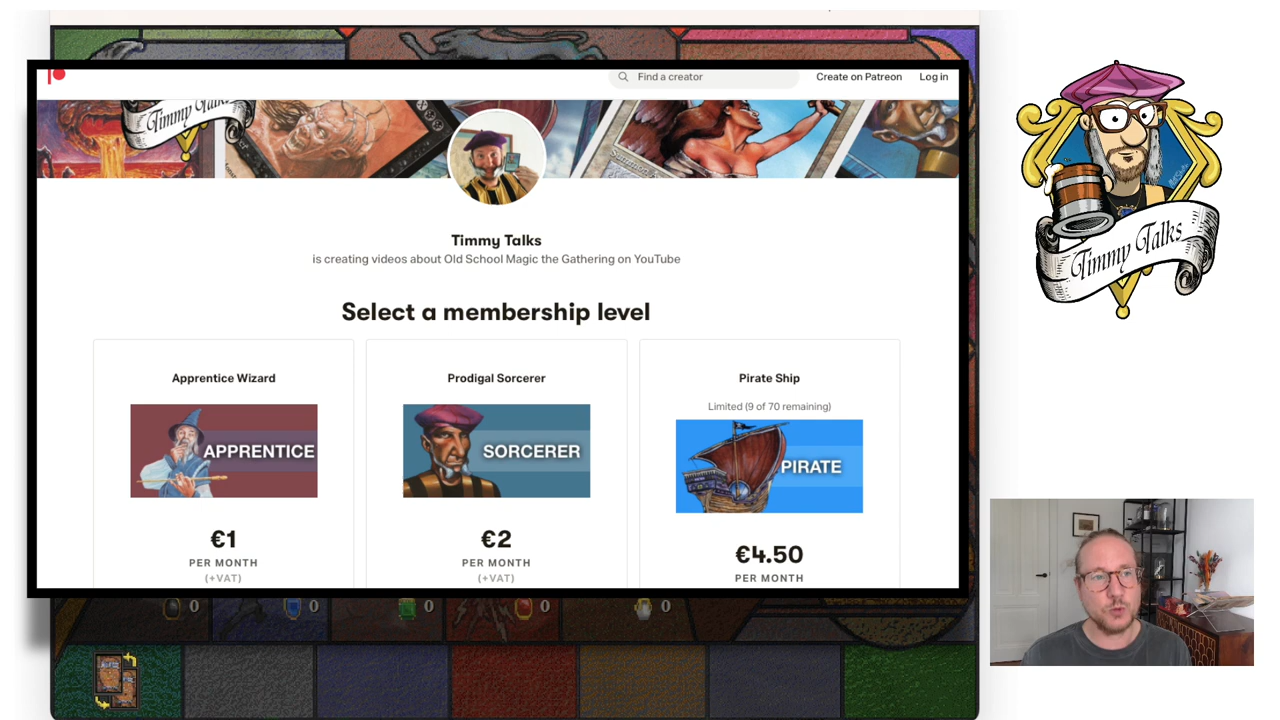 Find a creator
Create on Patreon
Log in
Timmy Talks
Timmy Talks
is creating videos about Old School Magic the Gathering on YouTube
Select a membership level
Apprentice Wizard
APPRENTICE
€1
PER MONTH
(+VAT)
Prodigal Sorcerer
SORCERER
€2
PER MONTH
(+VAT)
Pirate Ship
Limited (9 of 70 remaining)
PIRATE
€4.50
PER MONTH
0
0
0
0
0
Timmy Talks